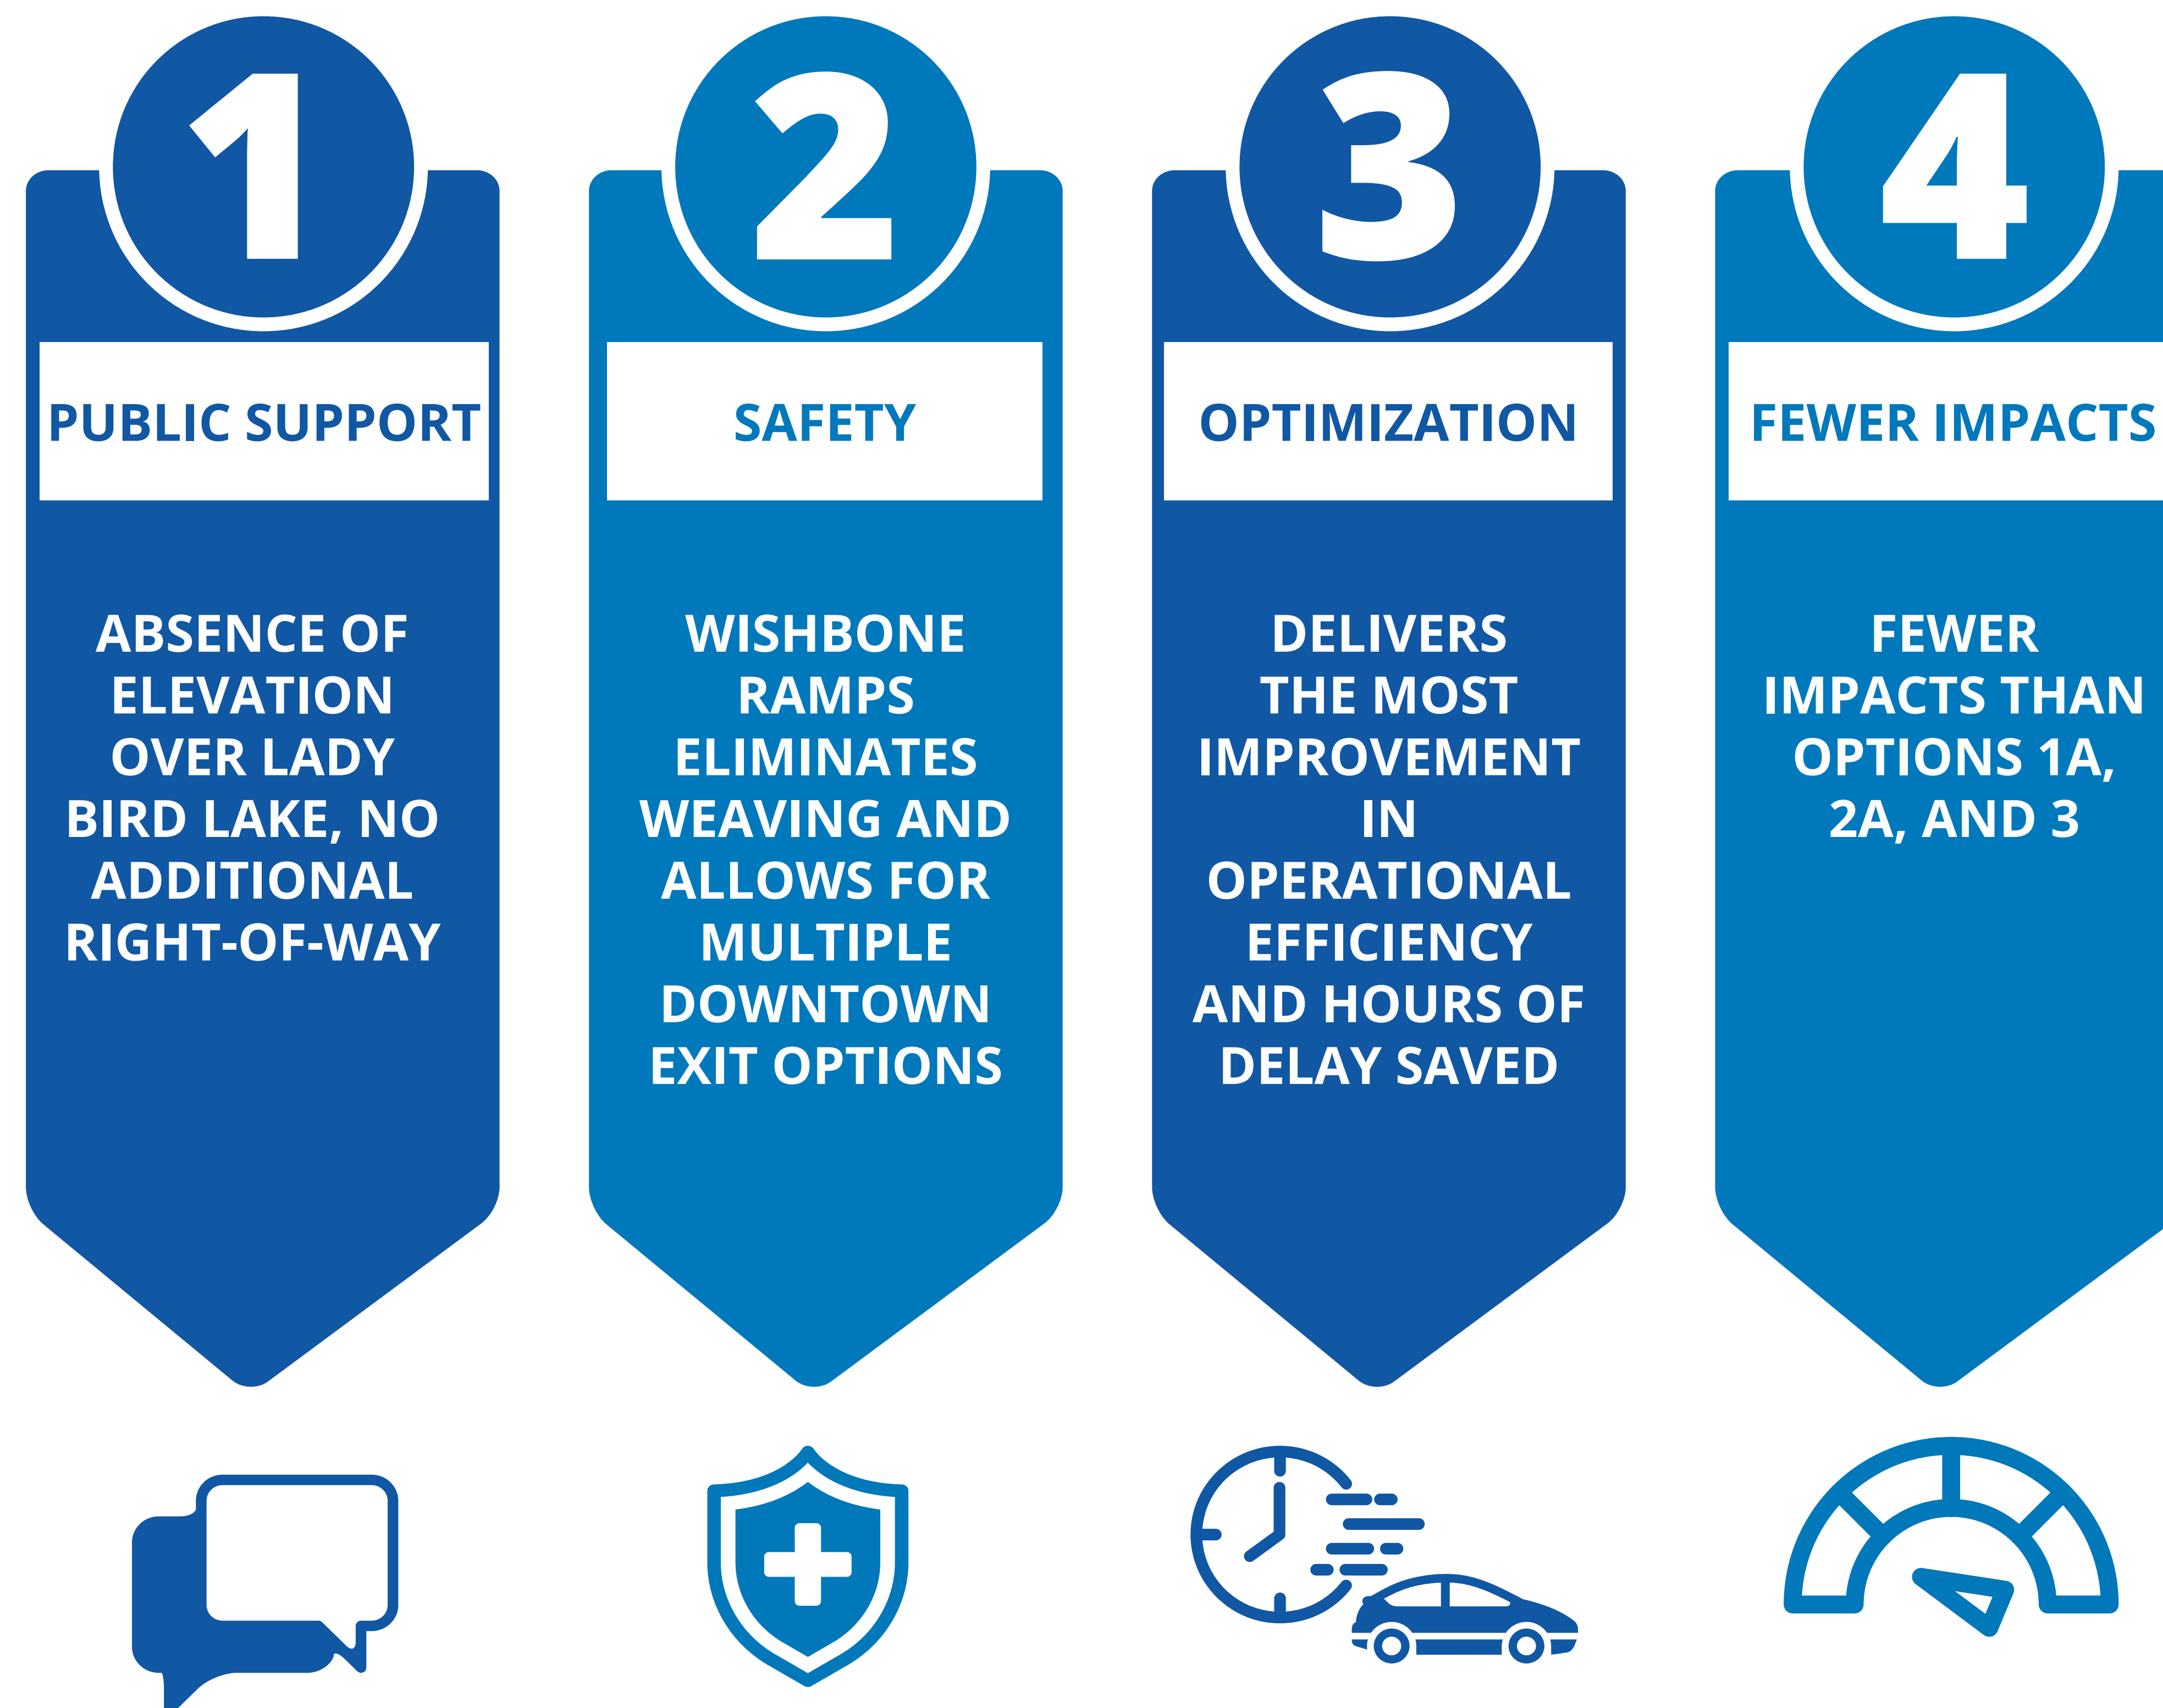 1
PUBLIC SUPPORT
ABSENCE OF
ELEVATION
OVER LADY
BIRD LAKE, NO
ADDITIONAL
RIGHT-OF-WAY
2
SAFETY
WISHBONE
RAMPS
ELIMINATES
WEAVING AND
ALLOWS FOR
MULTIPLE
DOWNTOWN
EXIT OPTIONS
3
OPTIMIZATION
DELIVERS
THE MOST
IMPROVEMENT
IN
OPERATIONAL
EFFICIENCY
AND HOURS OF
DELAY SAVED
4
FEWER IMPACTS
FEWER
IMPACTS THAN
OPTIONS 1A,
2A, AND 3